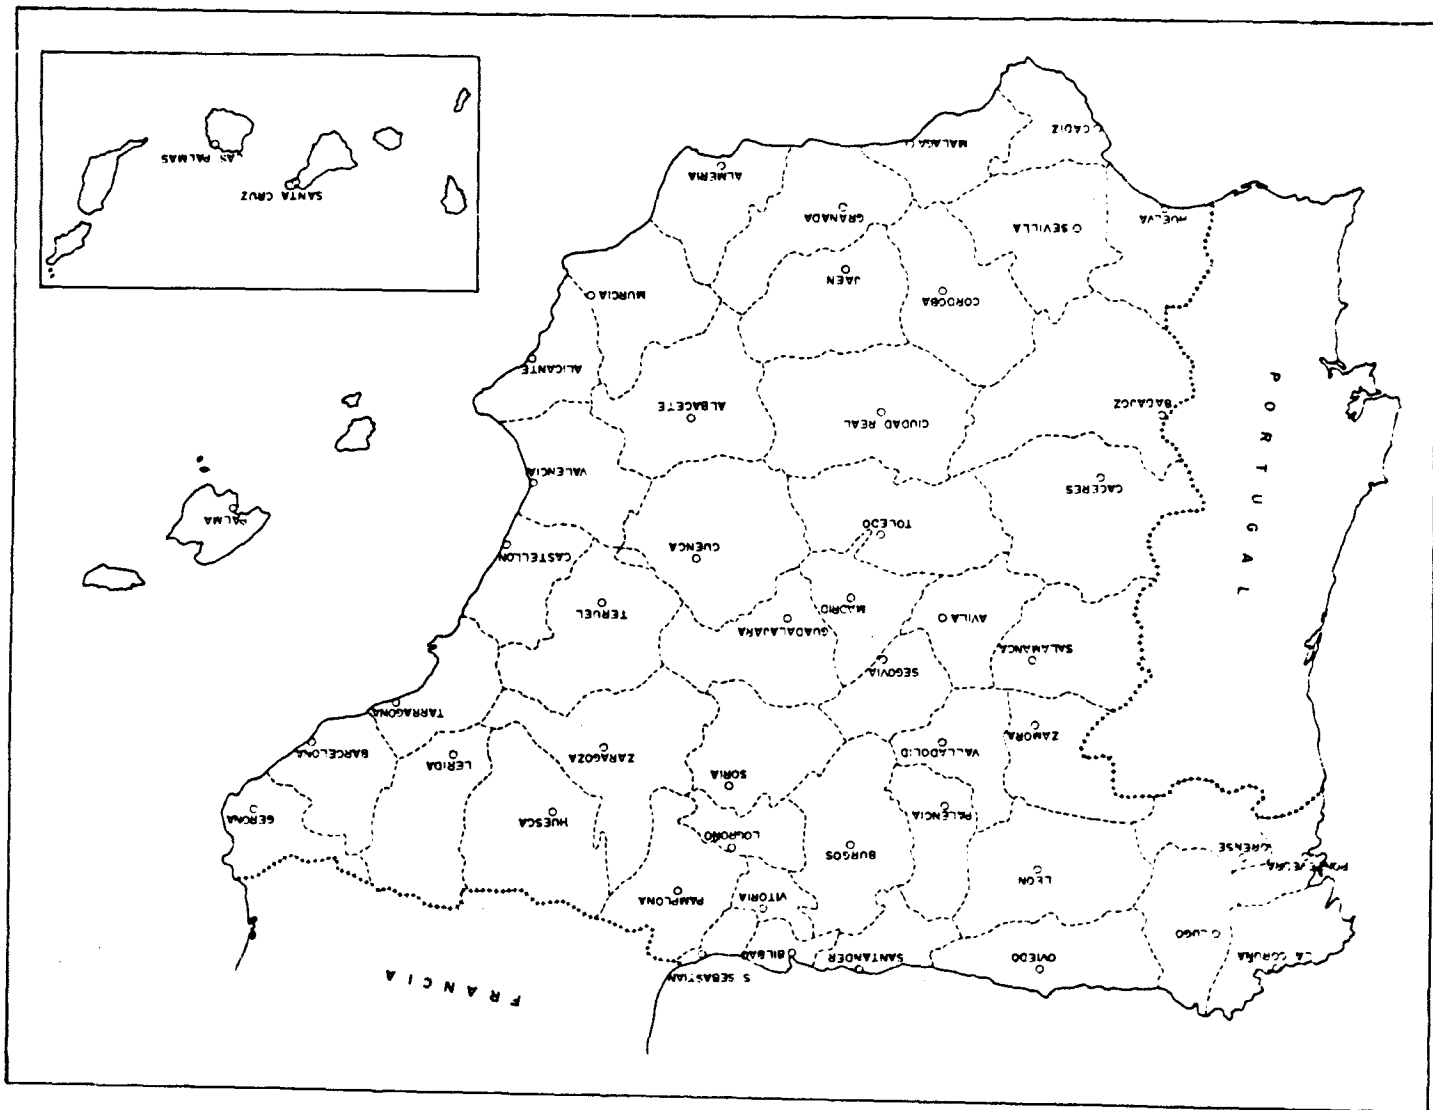 LA CORUÑA
LUGO
OVIEDO
SANTANDER
BILBAO
S. SEBASTIAN
FRANCIA
PONTEVEDRA
ORENSE
LEON
PALENCIA
BURGOS
VITORIA
LOGROÑO
PAMPLONA
HUESCA
LERIDA
GERONA
ZAMORA
VALLADOLID
SORIA
ZARAGOZA
BARCELONA
TARRAGONA
SALAMANCA
AVILA
SEGOVIA
MADRID
GUADALAJARA
TERUEL
CASTELLON
PORTUGAL
CACERES
TOLEDO
CUENCA
VALENCIA
PALMA
BADAJOZ
CIUDAD REAL
ALBACETE
ALICANTE
HUELVA
SEVILLA
CORDOBA
JAEN
GRANADA
MURCIA
CADIZ
MALAGA
ALMERIA
SANTA CRUZ
LAS PALMAS